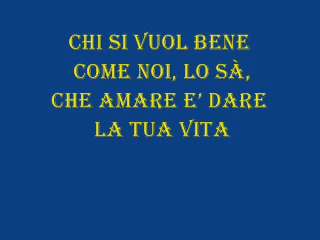 CHI SI VUOL BENE
COME NOI, LO SÀ,
CHE AMARE E' DARE
LA TUA VITA